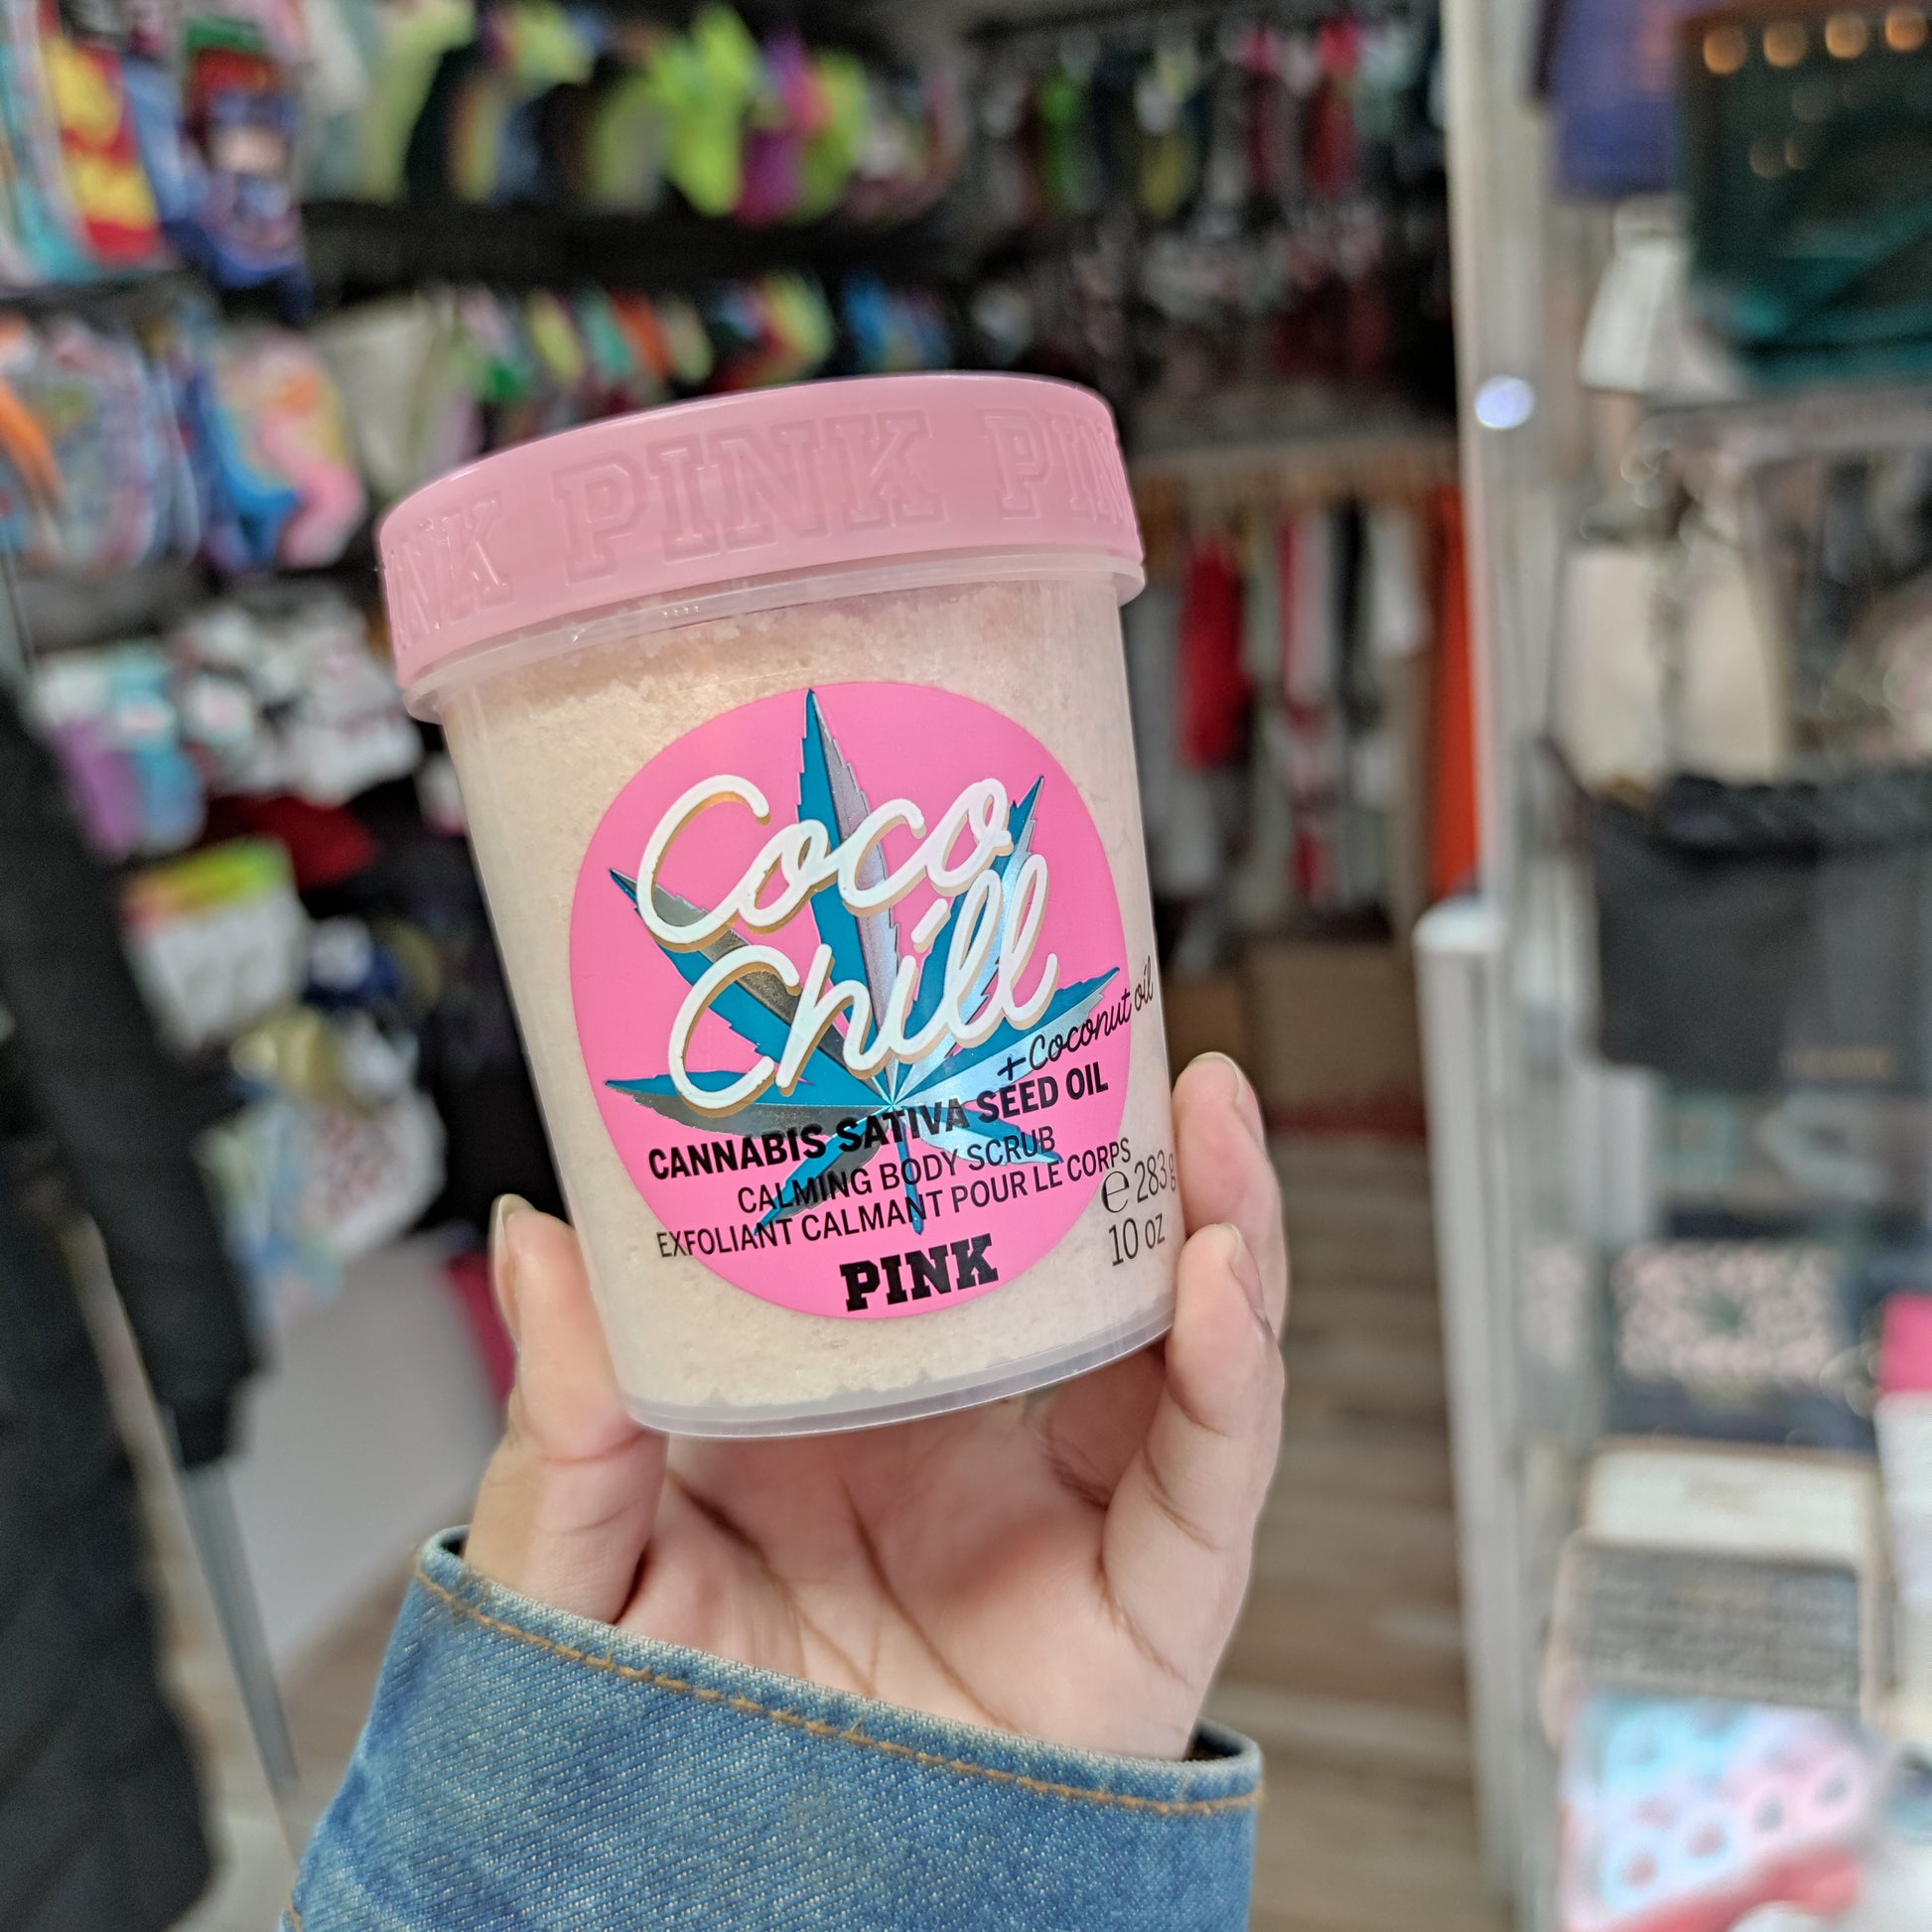 PINK PINK PINK
Coco
Chill
+Coconut oil
CANNABIS SATIVA SEED OIL
CALMING BODY SCRUB
EXFOLIANT CALMANT POUR LE CORPS
℮ 283 g
10 oz
PINK